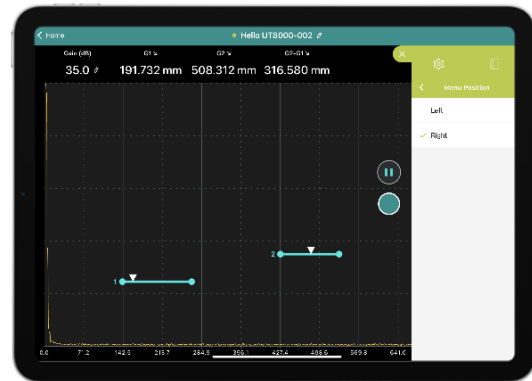 Home
Hello UT8000-002
Gain (dB) G1 G2 G2-G1
35.0 191.732 mm 508.312 mm 316.580 mm
Menu Position
Left
Right
1
2
0.0 71.2 142.5 213.7 284.9 356.1 427.4 498.6 569.8 641.0